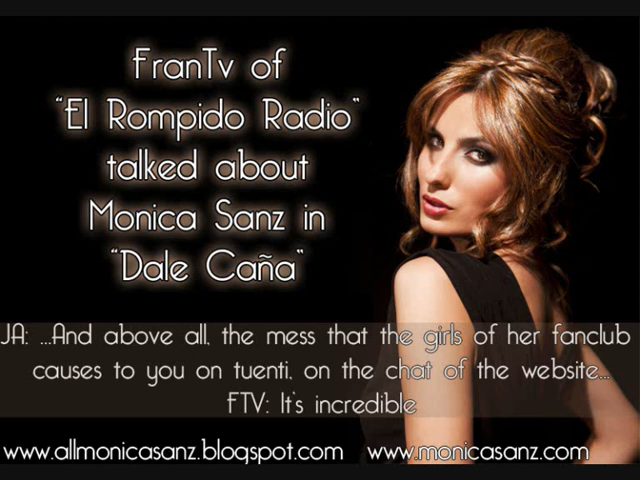 FranTv of
"El Rompido Radio"
talked about
Monica Sanz in
"Dale Caña"
JA: ...And above all, the mess that the girls of her fanclub
causes to you on tuenti, on the chat of the website...
FTV: It's incredible
www.allmonicasanz.blogspot.com www.monicasanz.com